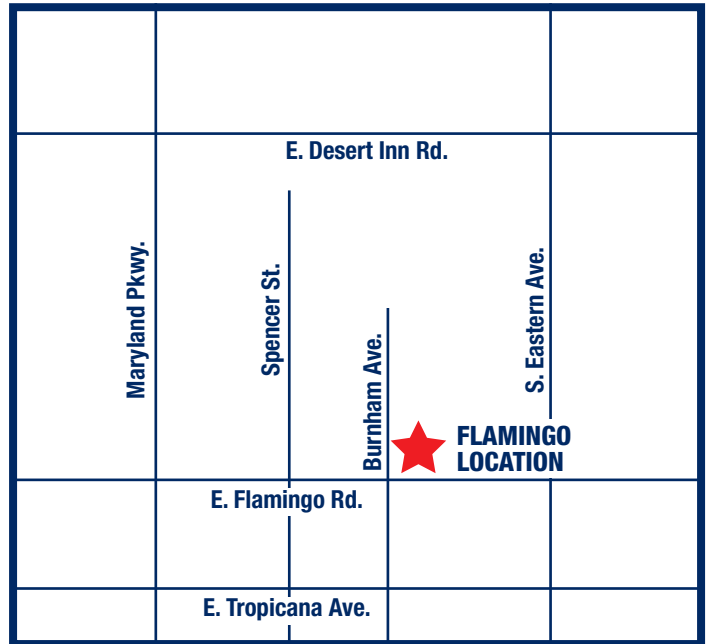 E. Desert Inn Rd.
Maryland Pkwy.
Spencer St.
Burnham Ave.
S. Eastern Ave.
FLAMINGO
LOCATION
E. Flamingo Rd.
E. Tropicana Ave.